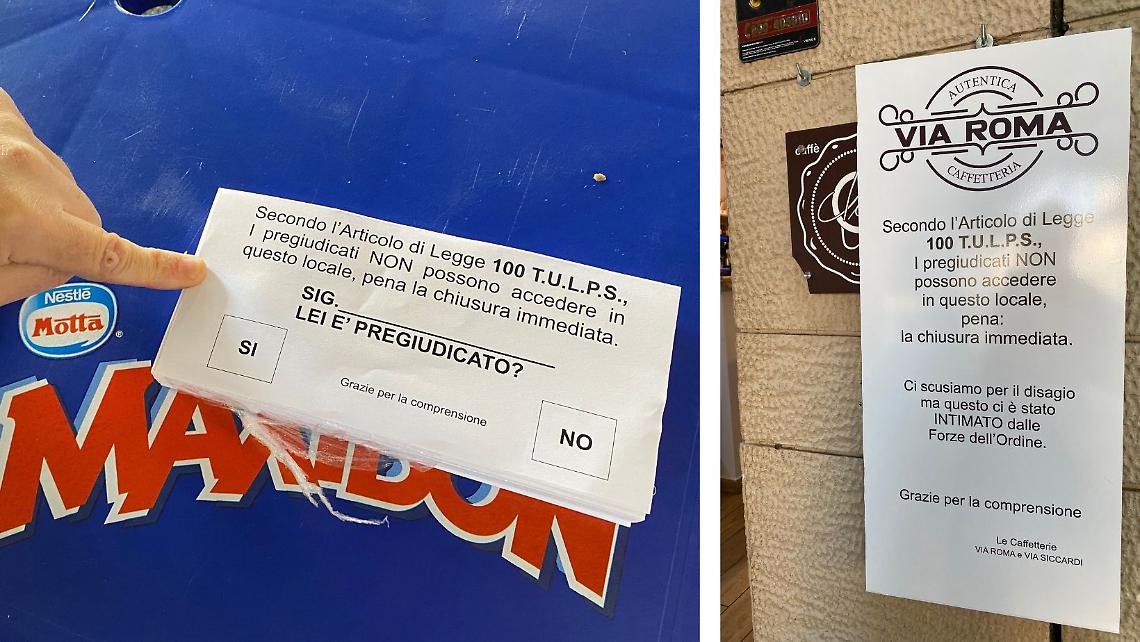 Secondo l'Articolo di Legge 100 T.U.L.P.S.,
I pregiudicati NON possono accedere in
questo locale, pena la chiusura immediata.
SIG.
LEI E' PREGIUDICATO?
SI
Grazie per la comprensione
NO
Nestlé
Motta
MAXIBON
caffè
AUTENTICA
VIA ROMA
CAFFETTERIA
Secondo l'Articolo di Legge
100 T.U.L.P.S.,
I pregiudicati NON
possono accedere
in questo locale,
pena:
la chiusura immediata.
Ci scusiamo per il disagio
ma questo ci è stato
INTIMATO dalle
Forze dell'Ordine.
Grazie per la comprensione
Le Caffetterie
VIA ROMA e VIA SICCARDI